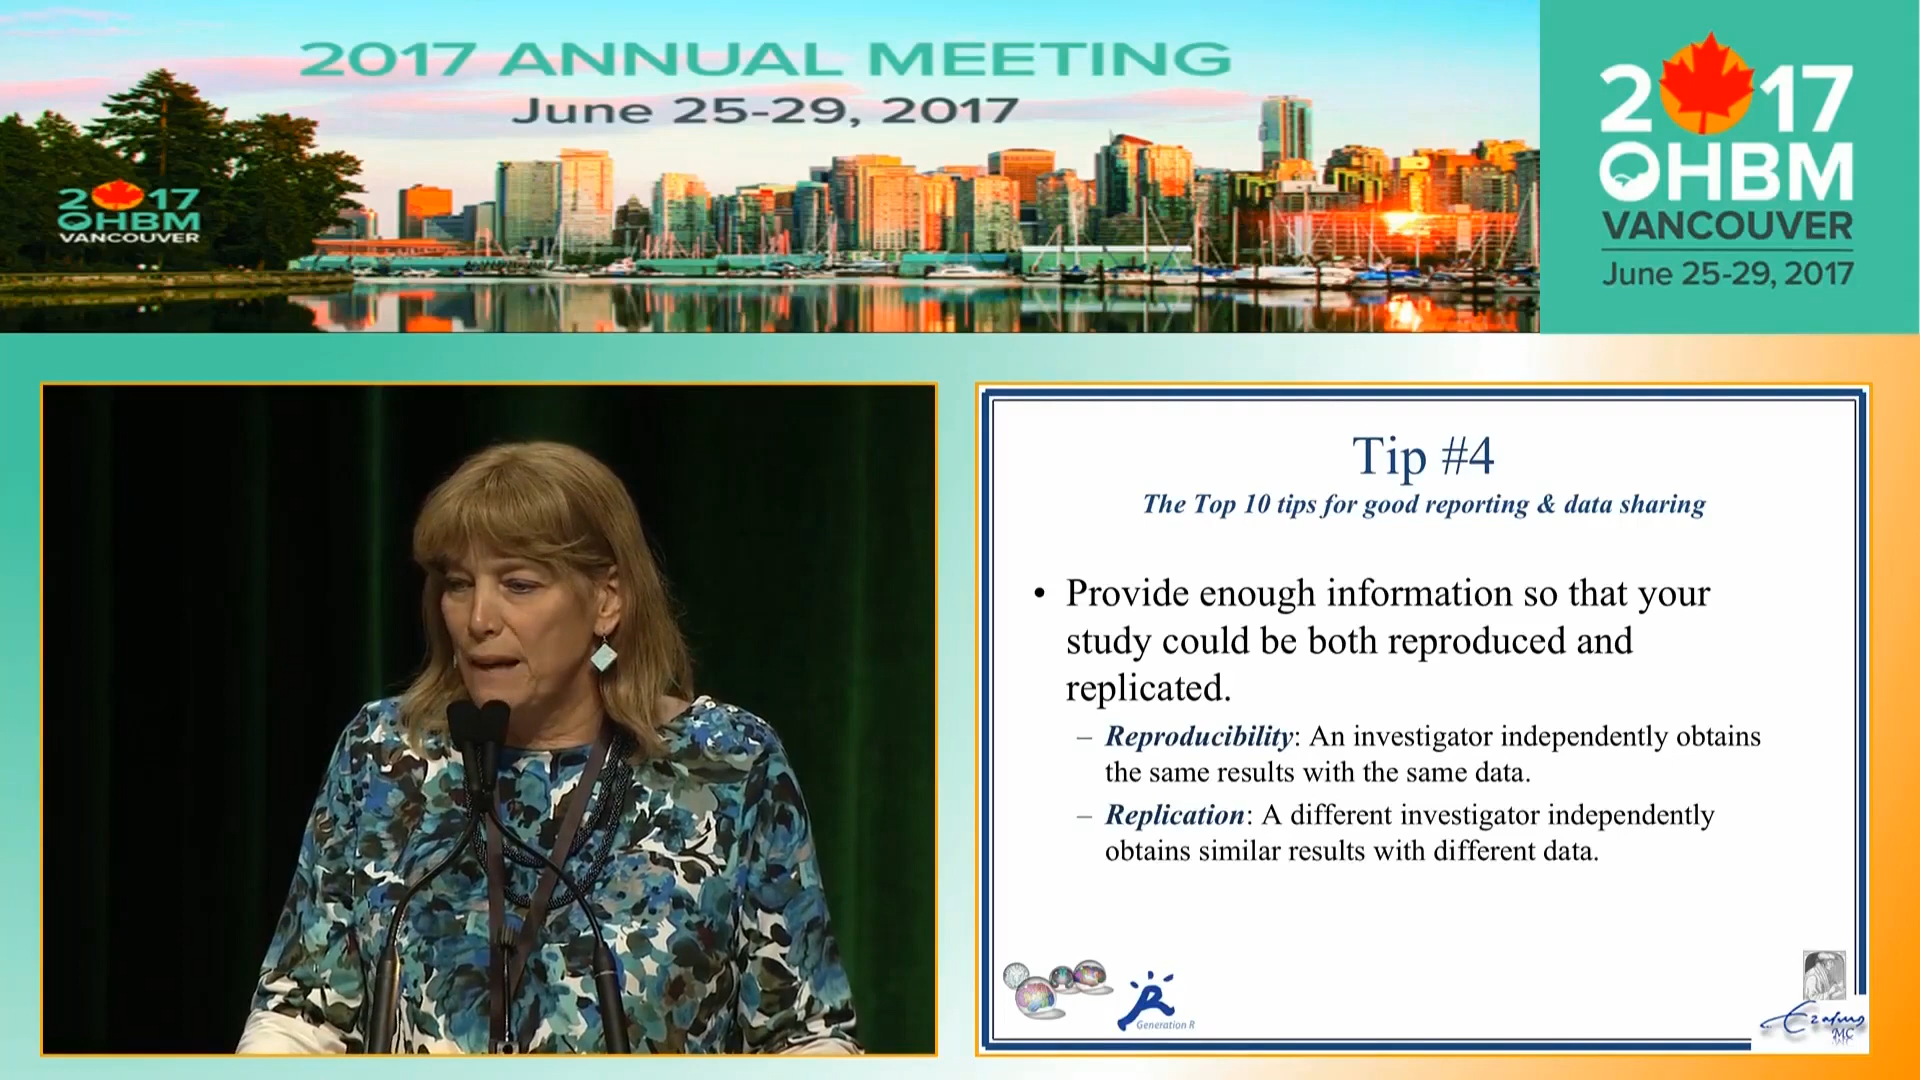 2017 ANNUAL MEETING
June 25-29, 2017
2017
OHBM
VANCOUVER
2017
OHBM
VANCOUVER
June 25-29, 2017
Tip #4
The Top 10 tips for good reporting & data sharing
• Provide enough information so that your
study could be both reproduced and
replicated.
– Reproducibility: An investigator independently obtains
the same results with the same data.
– Replication: A different investigator independently
obtains similar results with different data.
Generation R
Erasmus
MC